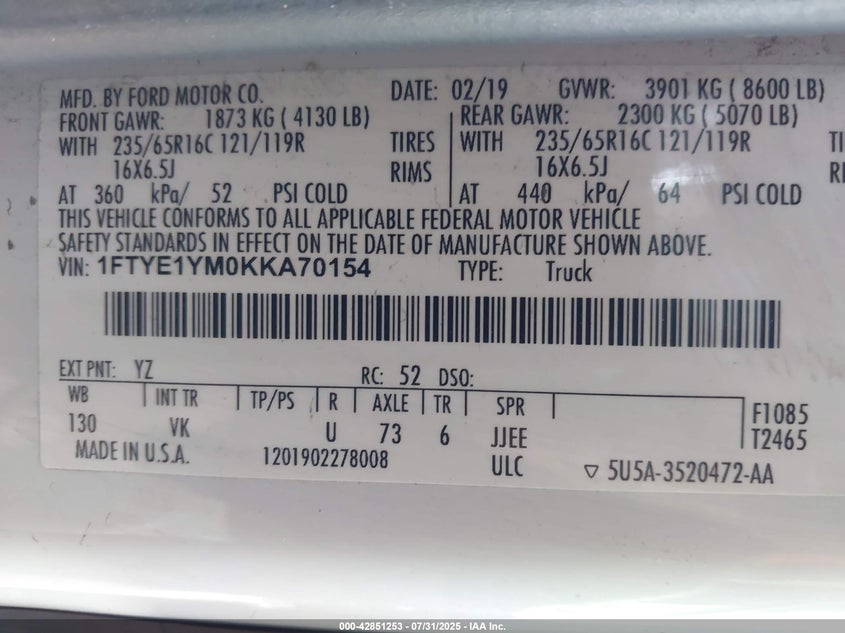 MFD. BY FORD MOTOR CO. DATE: 02/19 GVWR: 3901 KG ( 8600 LB)
FRONT GAWR: 1873 KG ( 4130 LB) REAR GAWR: 2300 KG ( 5070 LB)
WITH 235/65R16C 121/119R TIRES WITH 235/65R16C 121/119R
16X6.5J RIMS 16X6.5J
AT 360 kPa/ 52 PSI COLD AT 440 kPa/ 64 PSI COLD
THIS VEHICLE CONFORMS TO ALL APPLICABLE FEDERAL MOTOR VEHICLE
SAFETY STANDARDS IN EFFECT ON THE DATE OF MANUFACTURE SHOWN ABOVE.
VIN: 1FTYE1YM0KKA70154 TYPE: Truck
EXT PNT: YZ RC: 52 DSO:
WB INT TR TP/PS R AXLE TR SPR
130 VK U 73 6 JJEE
F1085
T2465
MADE IN U.S.A. 1201902278008 ULC ▽ 5U5A-3520472-AA
000-42851253 - 07/31/2025 - IAA Inc.